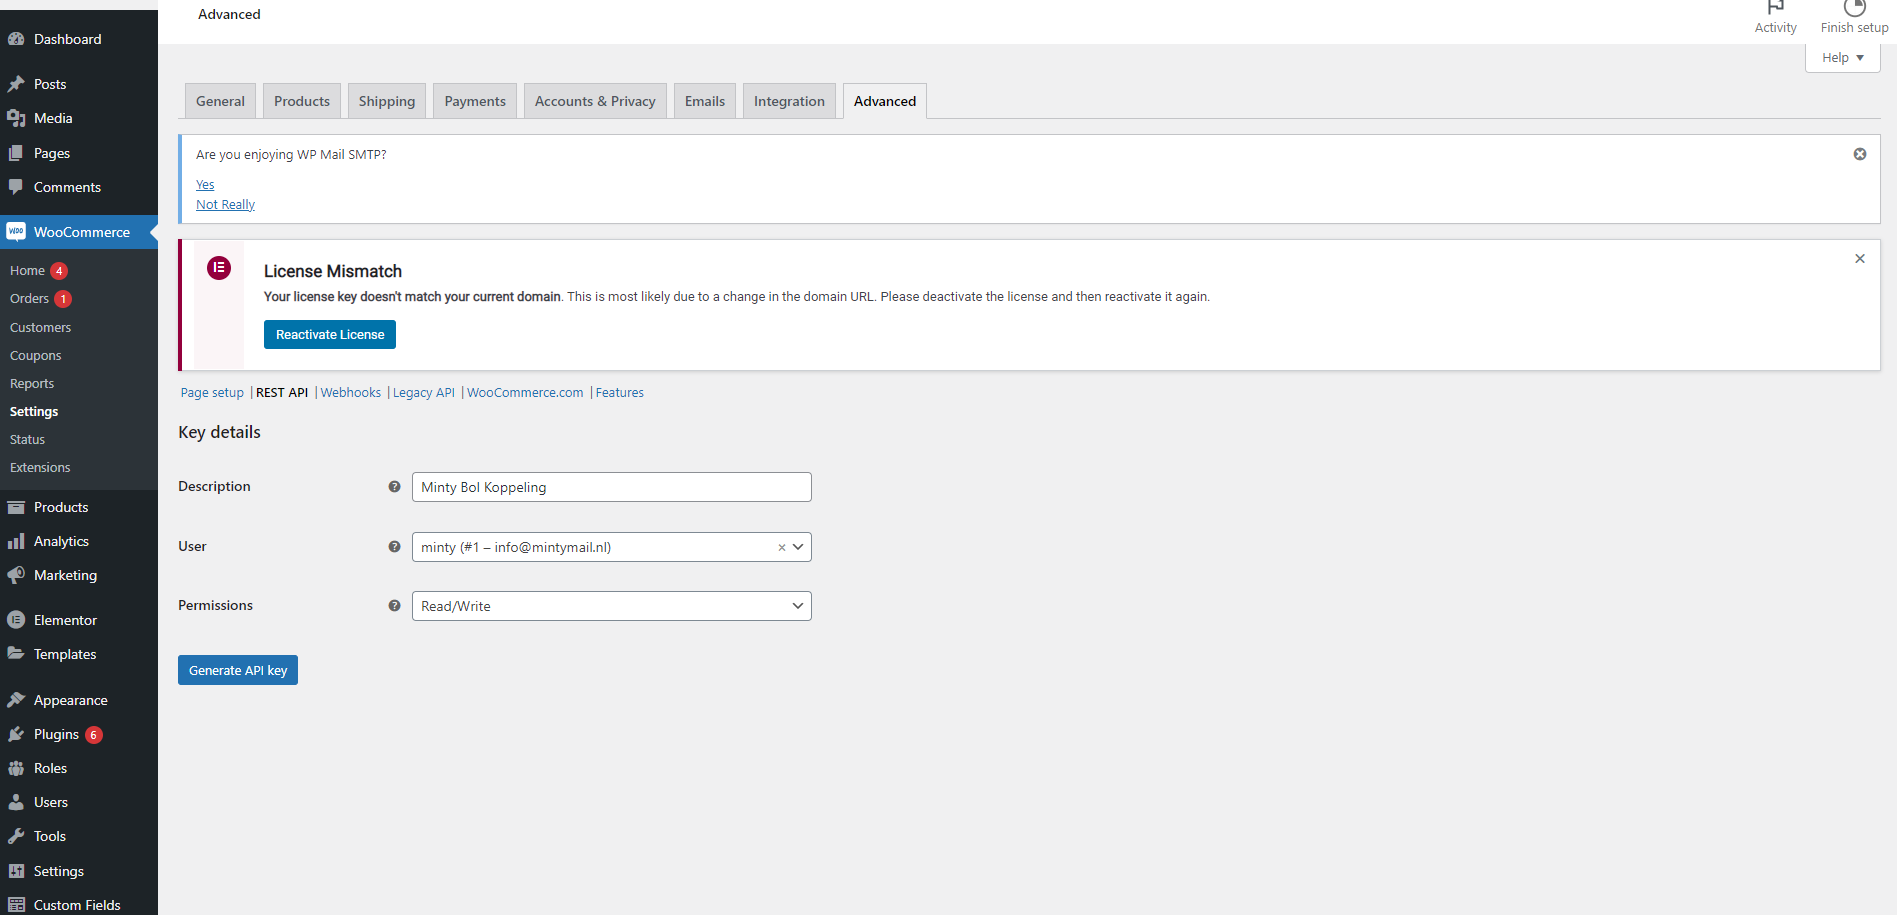 Advanced
Activity
Finish setup
Help
Dashboard
Posts
Media
Pages
Comments
WooCommerce
Home 4
Orders 1
Customers
Coupons
Reports
Settings
Status
Extensions
Products
Analytics
Marketing
Elementor
Templates
Appearance
Plugins 6
Roles
Users
Tools
Settings
Custom Fields
General Products Shipping Payments Accounts & Privacy Emails Integration Advanced
Are you enjoying WP Mail SMTP?
Yes
Not Really
License Mismatch
Your license key doesn't match your current domain. This is most likely due to a change in the domain URL. Please deactivate the license and then reactivate it again.
Reactivate License
Page setup | REST API | Webhooks | Legacy API | WooCommerce.com | Features
Key details
Description Minty Bol Koppeling
User minty (#1 – info@mintymail.nl)
Permissions Read/Write
Generate API key